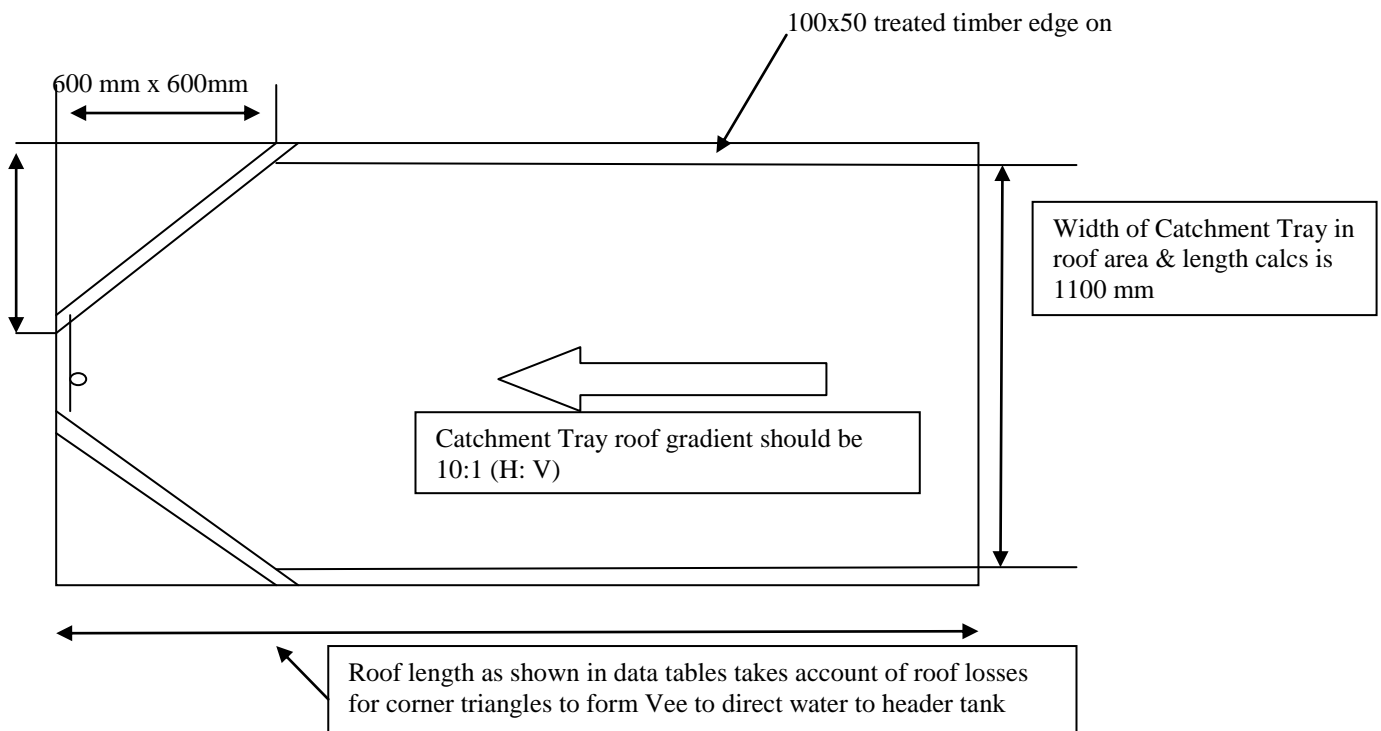 100x50 treated timber edge on
600 mm x 600mm
Width of Catchment Tray in
roof area & length calcs is
1100 mm
Catchment Tray roof gradient should be
10:1 (H: V)
Roof length as shown in data tables takes account of roof losses
for corner triangles to form Vee to direct water to header tank